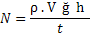 N = ρ . V ğ h / t